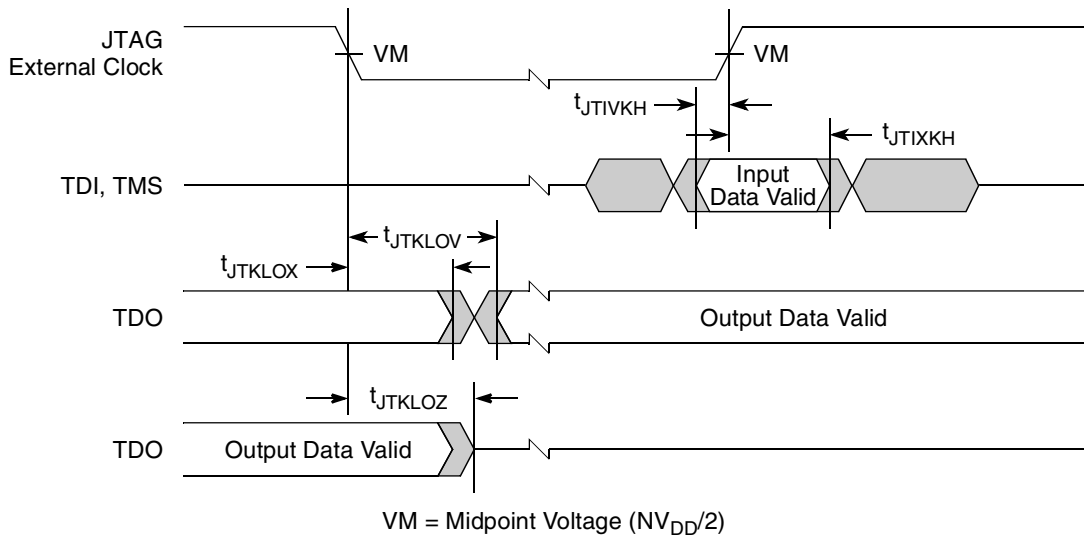 JTAG
External Clock
VM
VM
tJTIVKH
tJTIXKH
TDI, TMS
Input
Data Valid
tJTKLOV
tJTKLOX
TDO
Output Data Valid
tJTKLOZ
TDO
Output Data Valid
VM = Midpoint Voltage (NVDD/2)